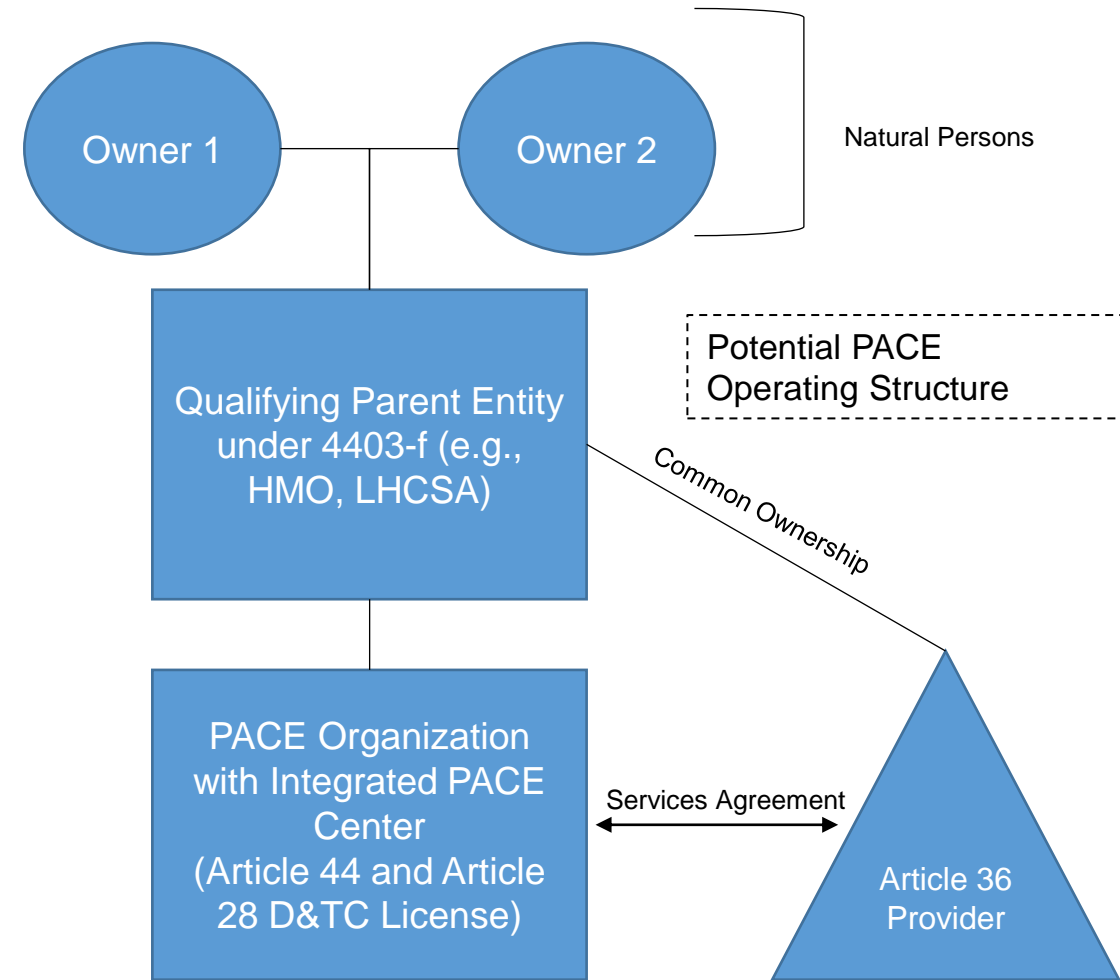 Owner 1
Owner 2
Natural Persons
Qualifying Parent Entity
under 4403-f (e.g.,
HMO, LHCSA)
Potential PACE
Operating Structure
Common Ownership
PACE Organization
with Integrated PACE
Center
(Article 44 and Article
28 D&TC License)
Services Agreement
Article 36
Provider